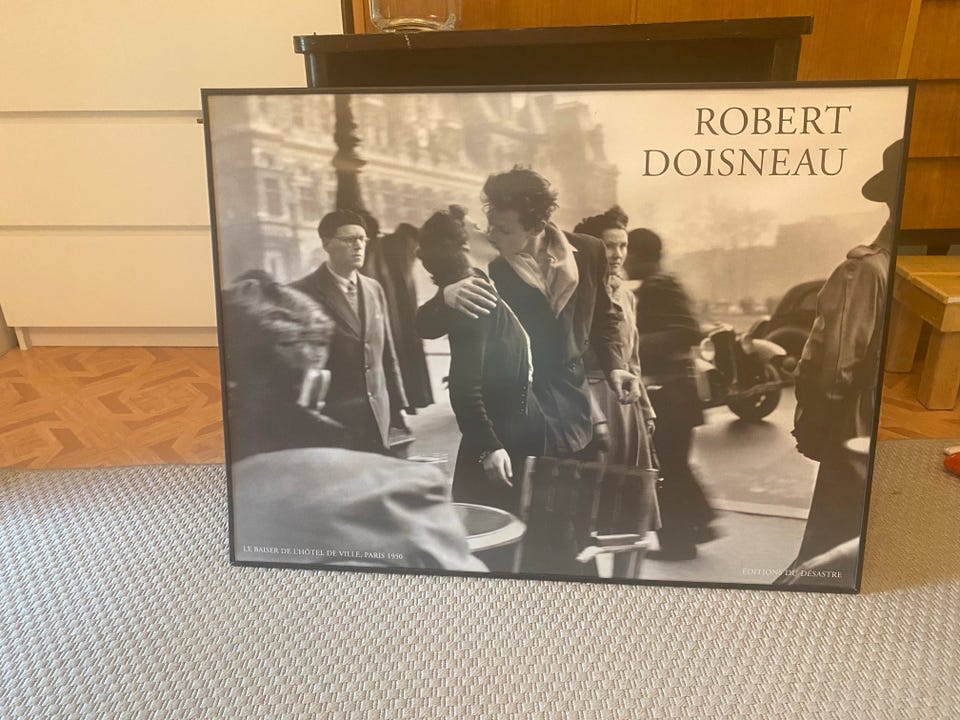 ROBERT
DOISNEAU
LE BAISER DE L'HÔTEL DE VILLE, PARIS 1950
ÉDITIONS DU DÉSASTRE